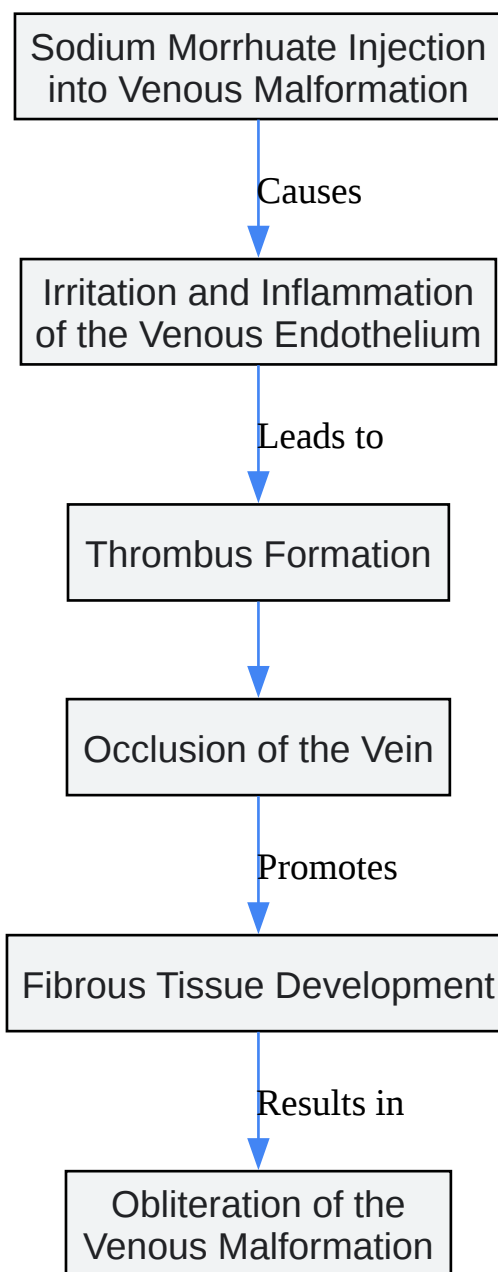 Sodium Morrhuate Injection
into Venous Malformation
Causes
Irritation and Inflammation
of the Venous Endothelium
Leads to
Thrombus Formation
Occlusion of the Vein
Promotes
Fibrous Tissue Development
Results in
Obliteration of the
Venous Malformation